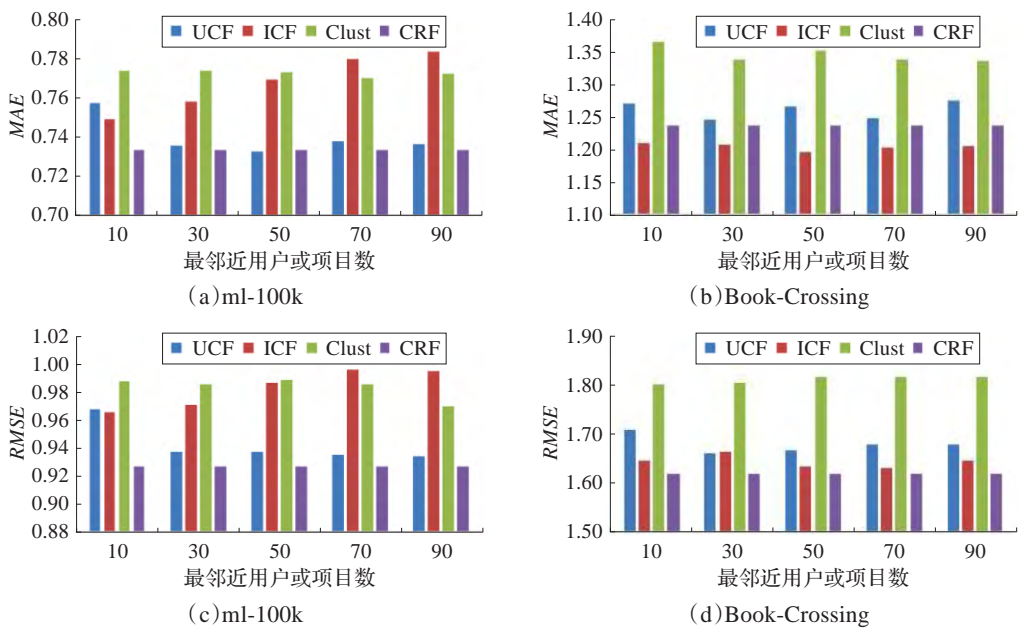 0.80
0.78
0.76
0.74
0.72
0.70
MAE
UCF ICF Clust CRF
10 30 50 70 90
最邻近用户或项目数
(a)ml-100k
1.40
1.35
1.30
1.25
1.20
1.15
1.10
MAE
UCF ICF Clust CRF
10 30 50 70 90
最邻近用户或项目数
(b)Book-Crossing
1.02
1.00
0.98
0.96
0.94
0.92
0.90
0.88
RMSE
UCF ICF Clust CRF
10 30 50 70 90
最邻近用户或项目数
(c)ml-100k
1.90
1.80
1.70
1.60
1.50
RMSE
UCF ICF Clust CRF
10 30 50 70 90
最邻近用户或项目数
(d)Book-Crossing